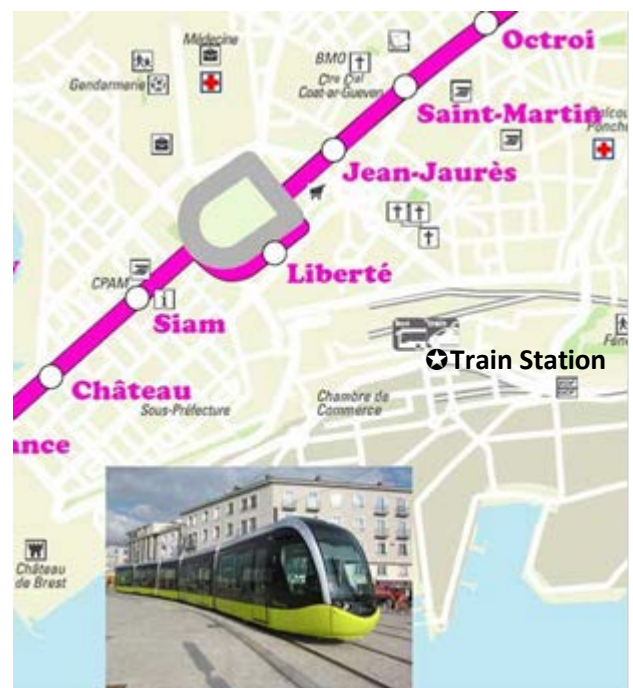 Octroi
Médecine
BMO
Gendarmerie
Ctre Cial
Coat-ar-Gueven
Saint-Martin
Jean-Jaurès
Liberté
CPAM
Siam
Train Station
Château
Sous-Préfecture
Chambre de
Commerce
ance
Château
de Brest